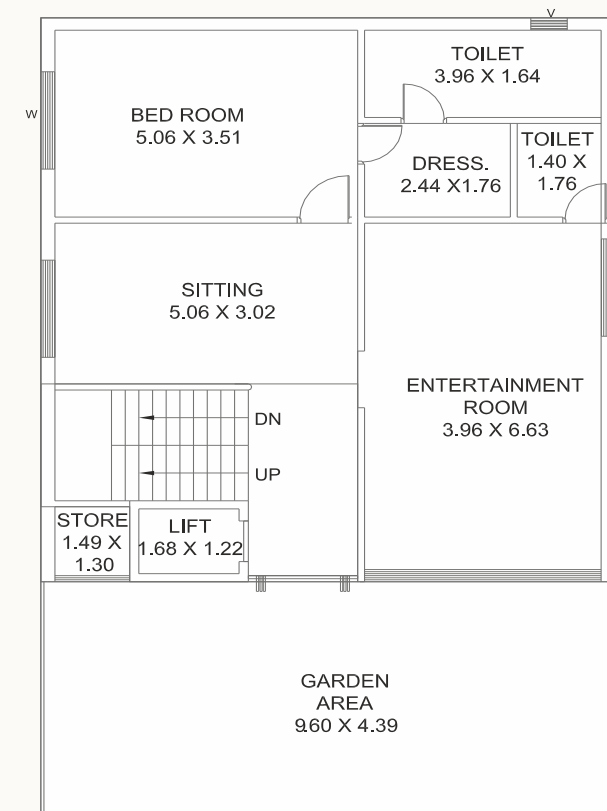 V
TOILET
3.96 X 1.64
W
BED ROOM
5.06 X 3.51
DRESS.
2.44 X1.76
TOILET
1.40 X
1.76
SITTING
5.06 X 3.02
ENTERTAINMENT
ROOM
3.96 X 6.63
DN
UP
STORE
1.49 X
1.30
LIFT
1.68 X 1.22
GARDEN
AREA
9.60 X 4.39